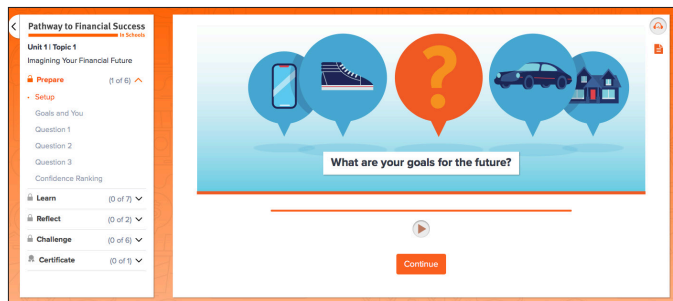 Pathway to Financial Success
in Schools
Unit 1 | Topic 1
Imagining Your Financial Future
Prepare (1 of 6)
Setup
Goals and You
Question 1
Question 2
Question 3
Confidence Ranking
Learn (0 of 7)
Reflect (0 of 2)
Challenge (0 of 6)
Certificate (0 of 1)
?
What are your goals for the future?
Continue